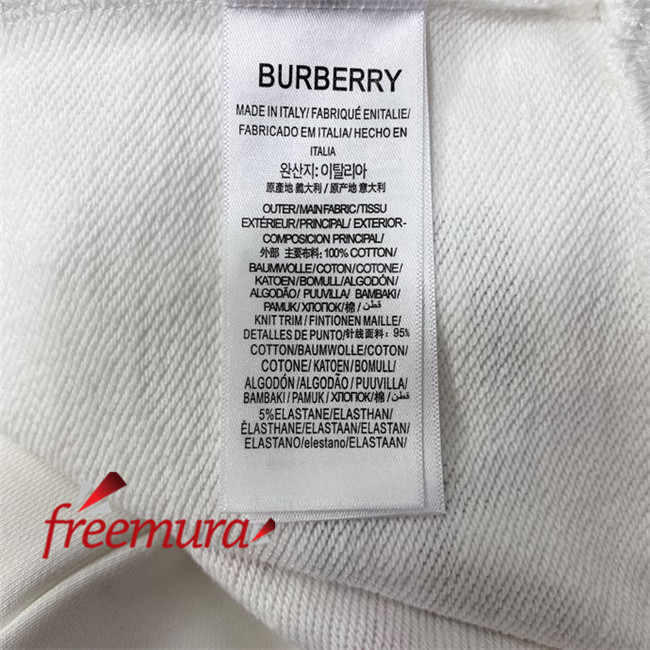 BURBERRY
MADE IN ITALY/ FABRIQUÉ ENITALIE/
FABRICADO EM ITALIA/ HECHO EN
ITALIA
완산지: 이탈리아
原產地 義大利 / 原产地 意大利
OUTER/MAIN FABRIC/TISSU
EXTÉRIEUR/PRINCIPAL/ EXTERIOR-
COMPOSICION PRINCIPAL/
外部 主要布料: 100% COTTON/
BAUMWOLLE/COTON/COTONE/
KATOEN/BOMULL/ALGODÓN/
ALGODÃO/ PUUVILLA/ BAMBAKI/
PAMUK/ХЛОПОК/棉/ قطن/
KNIT TRIM / FINTIONEN MAILLE/
DETALLES DE PUNTO/针线面料: 95%
COTTON/BAUMWOLLE/COTON/
COTONE/ KATOEN/BOMULL/
ALGODÓN/ALGODÃO/ PUUVILLA/
BAMBAKI / PAMUK / ХЛОПОК/棉/ قطن/
5%ELASTANE/ELASTHAN/
ÈLASTHANE/ELASTAAN/ELASTAN/
ELASTANO/elestano/ELASTAAN/
freemura